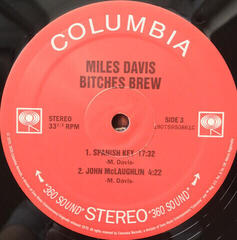 COLUMBIA
MILES DAVIS
BITCHES BREW
STEREO
33⅓ RPM
SIDE 3
1. SPANISH KEY 17:32
-M. Davis-
2. JOHN McLAUGHLIN 4:22
-M. Davis-
"360 SOUND" STEREO "360 SOUND"